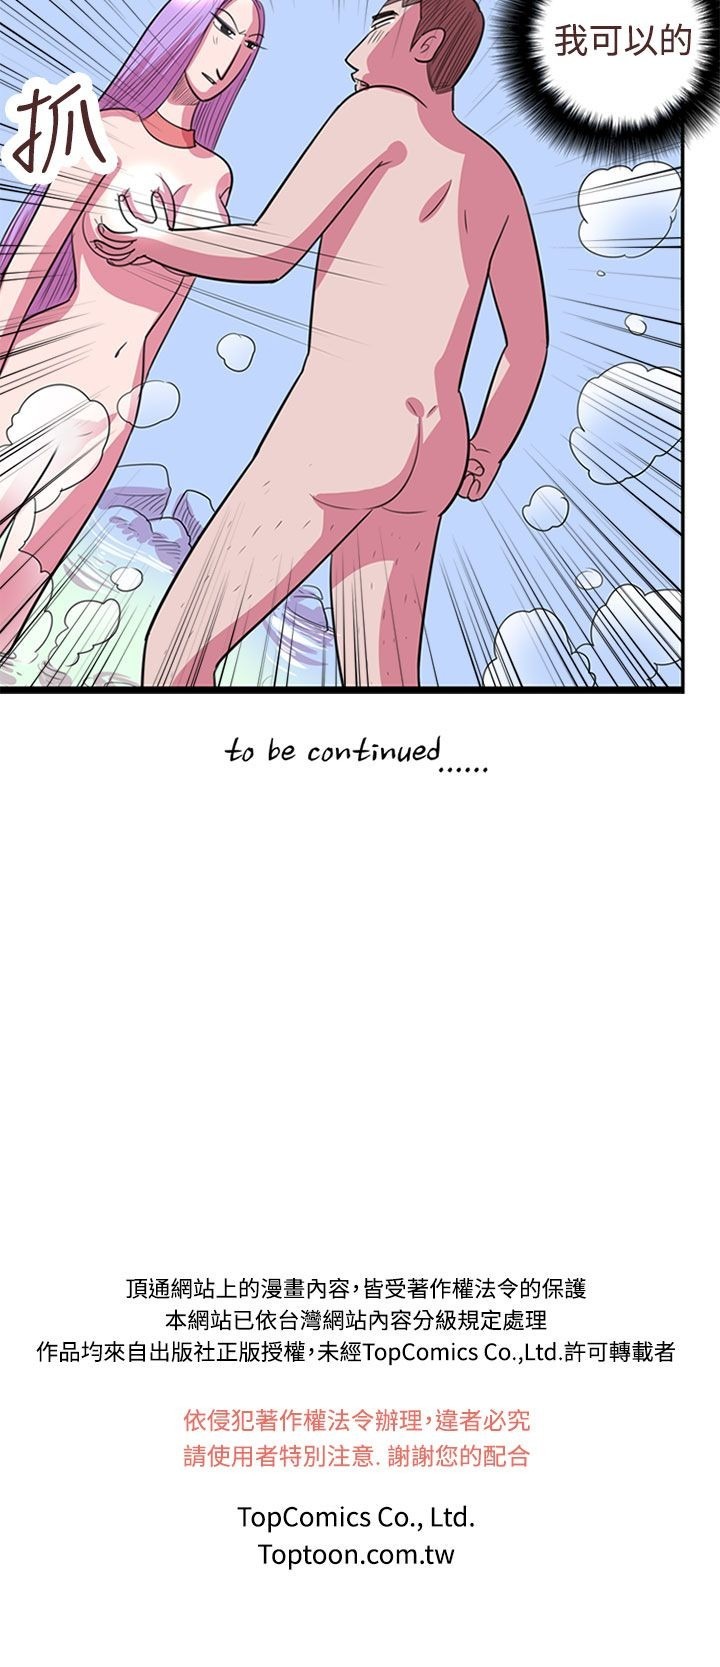 我可以的
抓
to be continued......
頂通網站上的漫畫內容，皆受著作權法令的保護
本網站已依台灣網站內容分級規定處理
作品均來自出版社正版授權，未經TopComics Co.,Ltd.許可轉載者
依侵犯著作權法令辦理，違者必究
請使用者特別注意. 謝謝您的配合
TopComics Co., Ltd.
Toptoon.com.tw